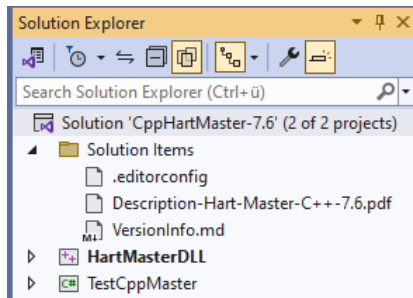 Solution Explorer
Search Solution Explorer (Ctrl+ü)
Solution 'CppHartMaster-7.6' (2 of 2 projects)
Solution Items
.editorconfig
Description-Hart-Master-C++-7.6.pdf
VersionInfo.md
HartMasterDLL
C# TestCppMaster